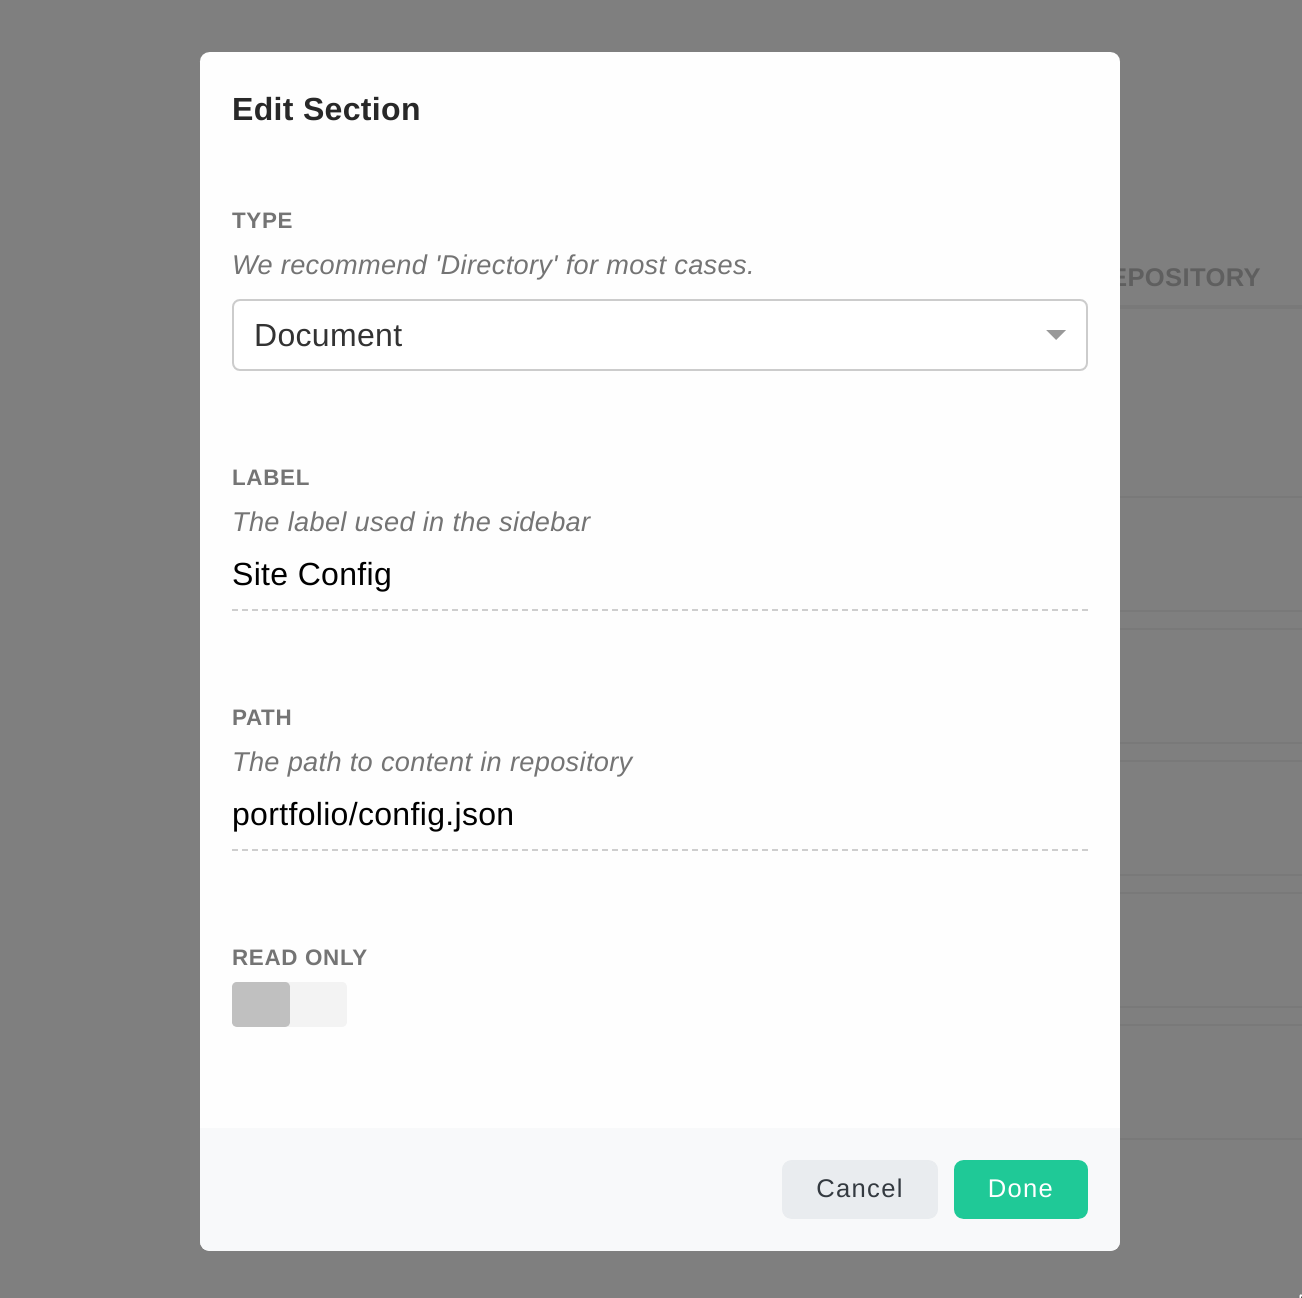 Edit Section
TYPE
We recommend 'Directory' for most cases.
Document
LABEL
The label used in the sidebar
Site Config
PATH
The path to content in repository
portfolio/config.json
READ ONLY
Cancel
Done
EPOSITORY